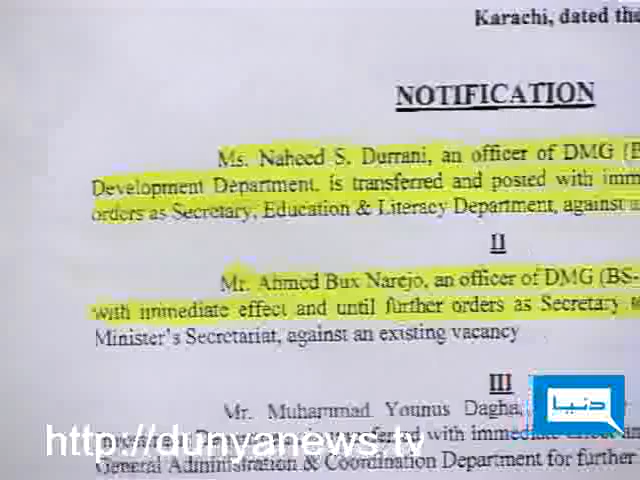 Karachi, dated the
NOTIFICATION
Ms. Naheed S. Durrani, an officer of DMG
Development Department, is transferred and posted with
orders as Secretary, Education & Literacy Department, against
II
Mr. Ahmed Bux Narejo, an officer of DMG (BS-
with immediate effect and until further orders as Secretary
Minister's Secretariat, against an existing vacancy
III
Mr. Muhammad Younus Dagha,
دنیا
http://dunyanews.tv
with immediate effect
General Administration & Coordination Department for further